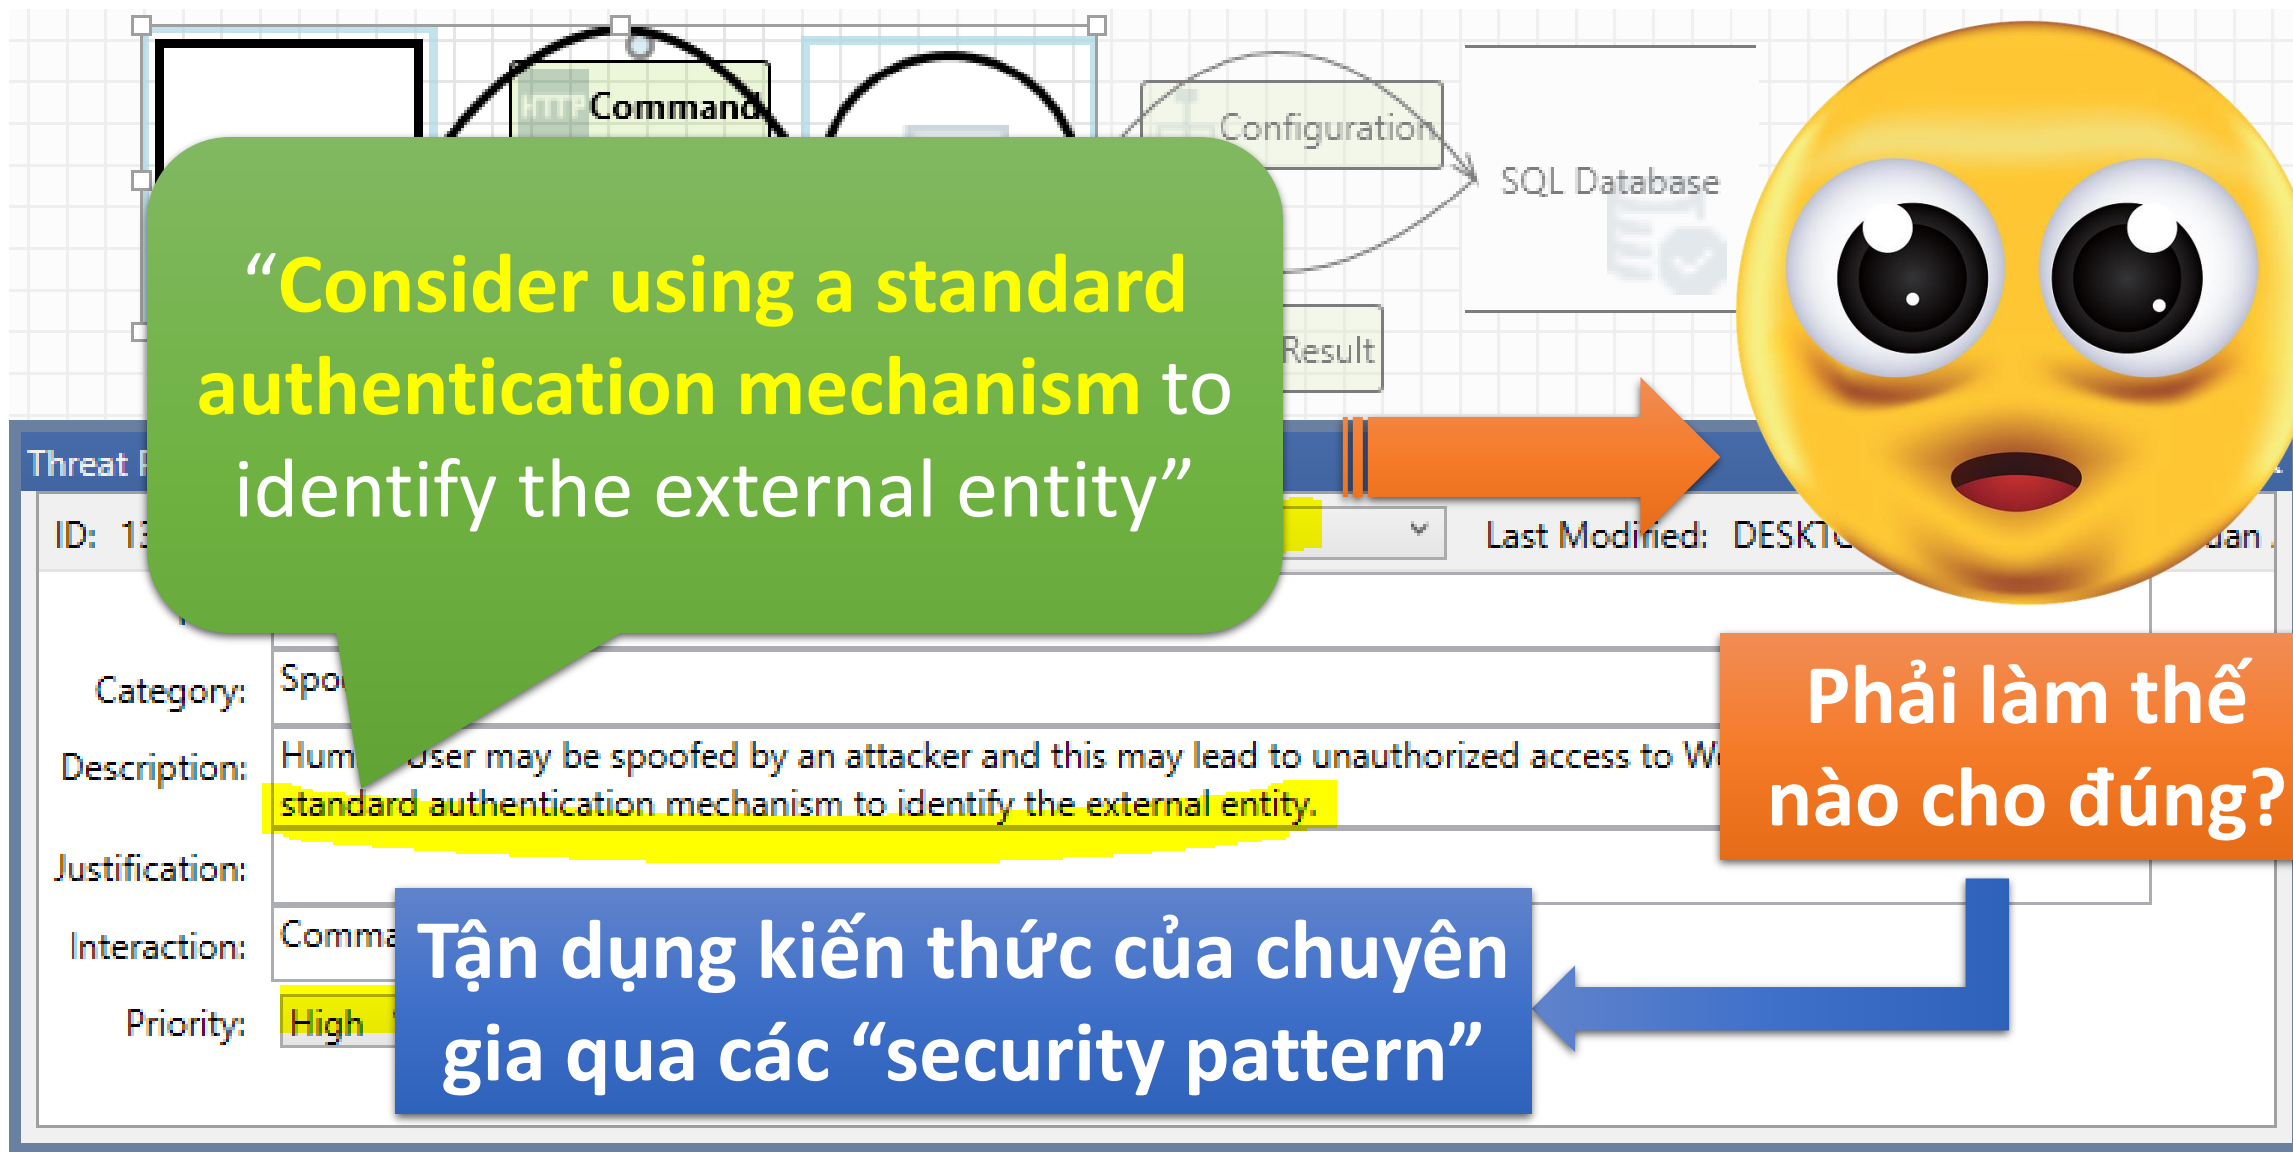 HTTP Command
Configuration
SQL Database
Result
“Consider using a standard
authentication mechanism to
identify the external entity”
Threat
ID:
Last Modified:
Category:
Description: User may be spoofed by an attacker and this may lead to unauthorized access to
standard authentication mechanism to identify the external entity.
Justification:
Interaction:
Priority: High
Phải làm thế
nào cho đúng?
Tận dụng kiến thức của chuyên
gia qua các “security pattern”